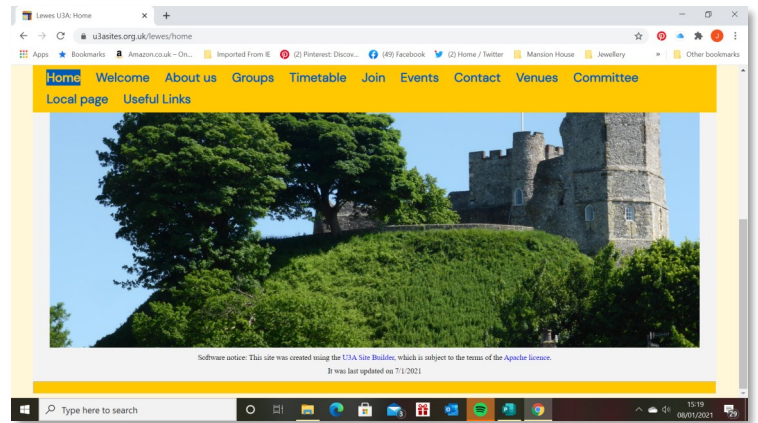 Lewes U3A: Home
u3asites.org.uk/lewes/home
J
Apps Bookmarks Amazon.co.uk – On... Imported From IE (2) Pinterest: Discov... (49) Facebook (2) Home / Twitter Mansion House Jewellery » Other bookmarks
Home Welcome About us Groups Timetable Join Events Contact Venues Committee
Local page Useful Links
Software notice: This site was created using the U3A Site Builder, which is subject to the terms of the Apache licence.
It was last updated on 7/1/2021
Type here to search
15:19
08/01/2021
29